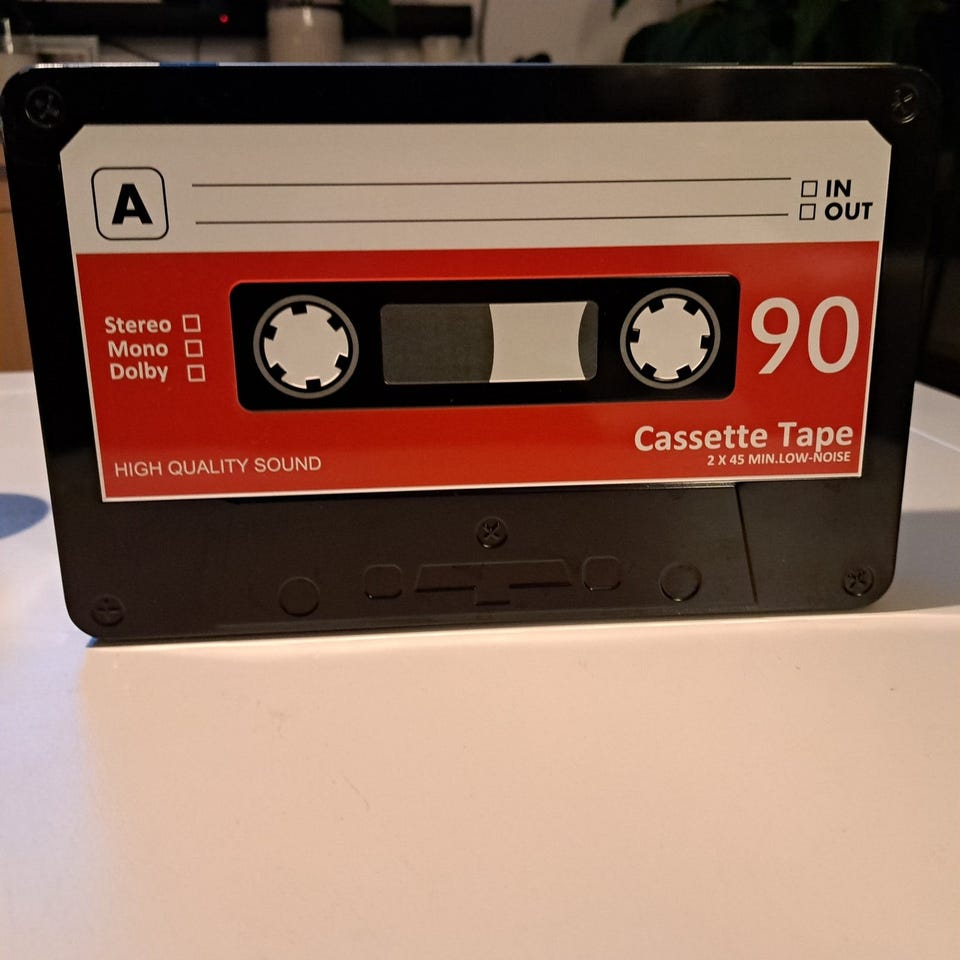 A
IN
OUT
Stereo
Mono
Dolby
90
Cassette Tape
2 X 45 MIN.LOW-NOISE
HIGH QUALITY SOUND